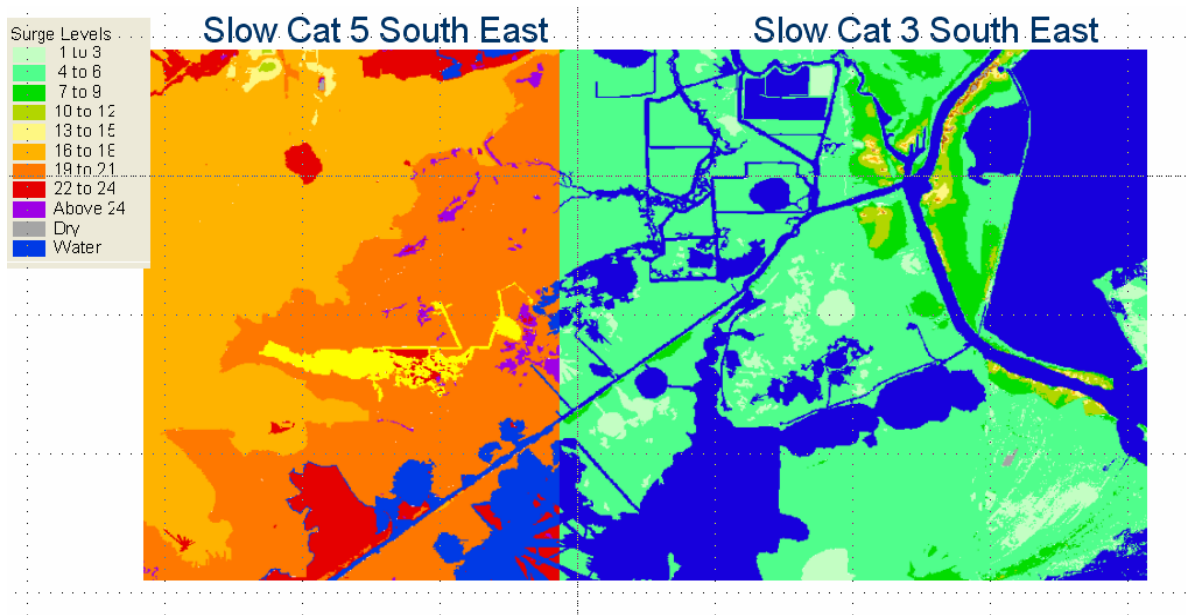 Slow Cat 5 South East
Slow Cat 3 South East
Surge Levels
1 to 3
4 to 6
7 to 9
10 to 12
13 to 15
16 to 18
19 to 21
22 to 24
Above 24
Dry
Water